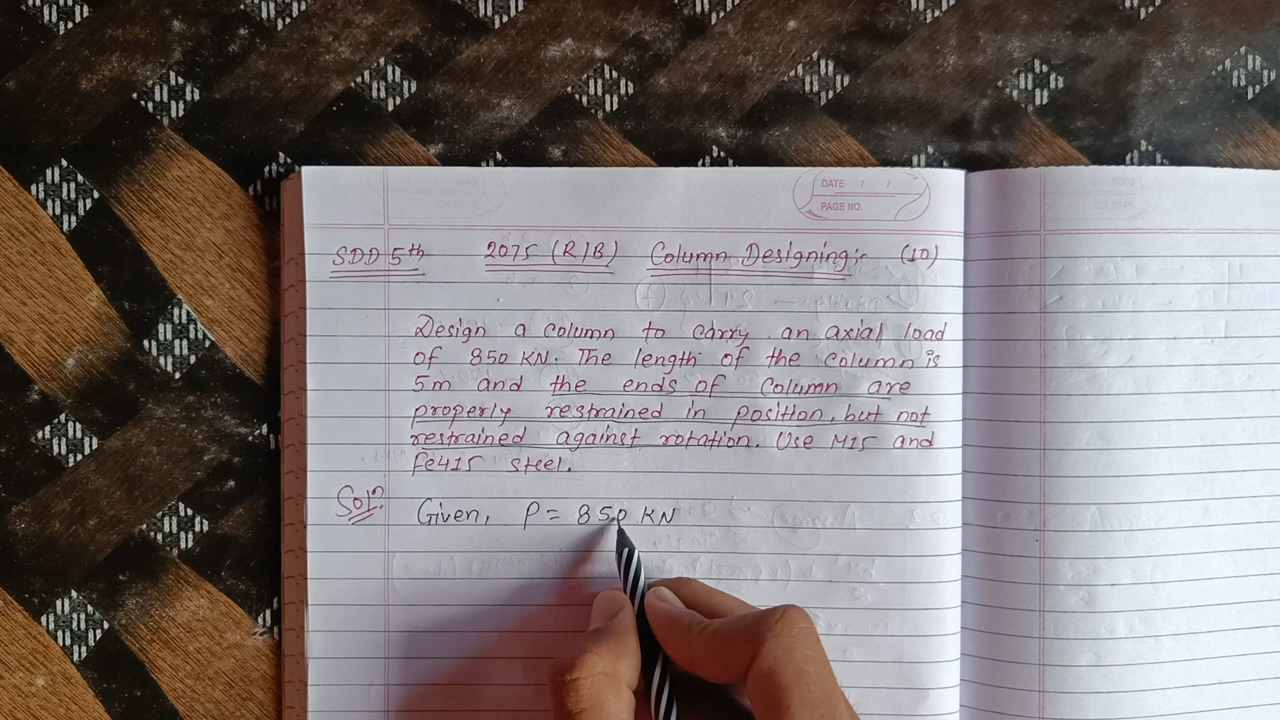 DATE / /
PAGE NO.
SDD 5th 2075 (R/B) Column Designing:- (10)
Design a column to carry an axial load
of 850 KN. The length of the column is
5m and the ends of column are
properly restrained in position, but not
restrained against rotation. Use M15 and
fe415 steel.
Solⁿ Given, P = 850 KN